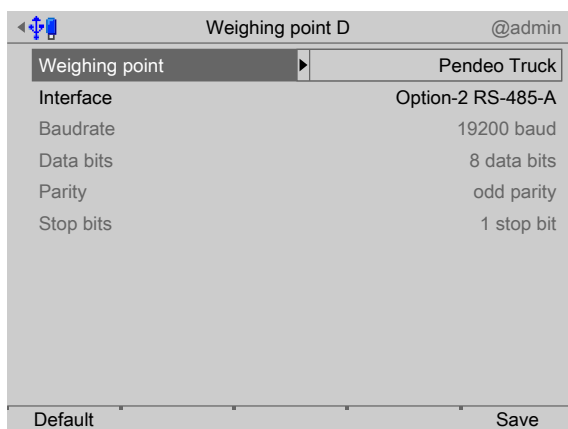 Weighing point D @admin
Weighing point Pendeo Truck
Interface Option-2 RS-485-A
Baudrate 19200 baud
Data bits 8 data bits
Parity odd parity
Stop bits 1 stop bit
Default Save